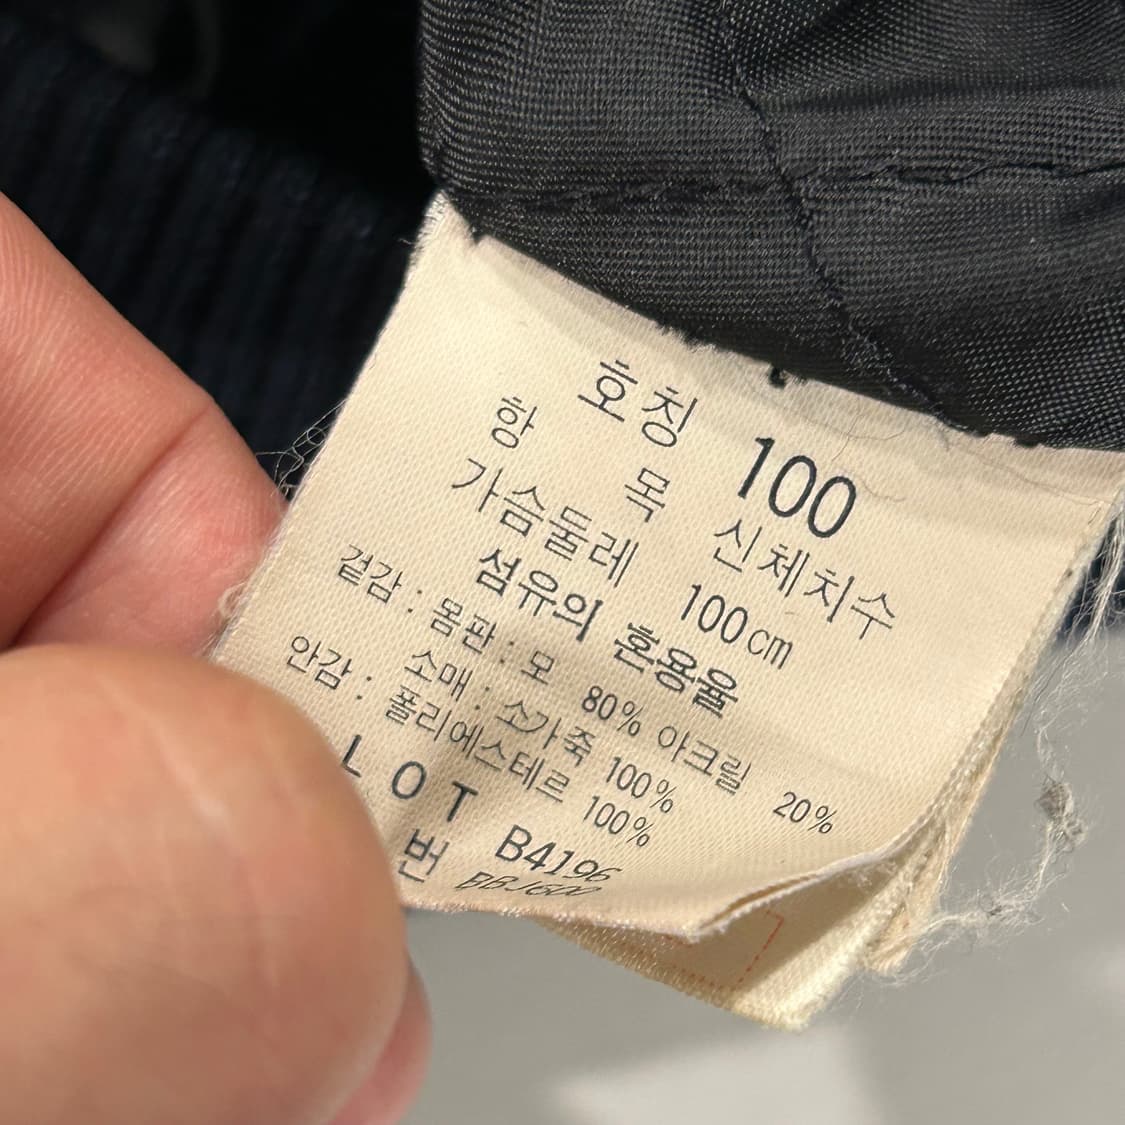 호칭 100
항 목 신체치수
가슴둘레 100cm
섬유의 혼용율
겉감 : 몸판 : 모 80% 아크릴 20%
소매 : 소가죽 100%
안감 : 폴리에스테르 100%
LOT B4196
번